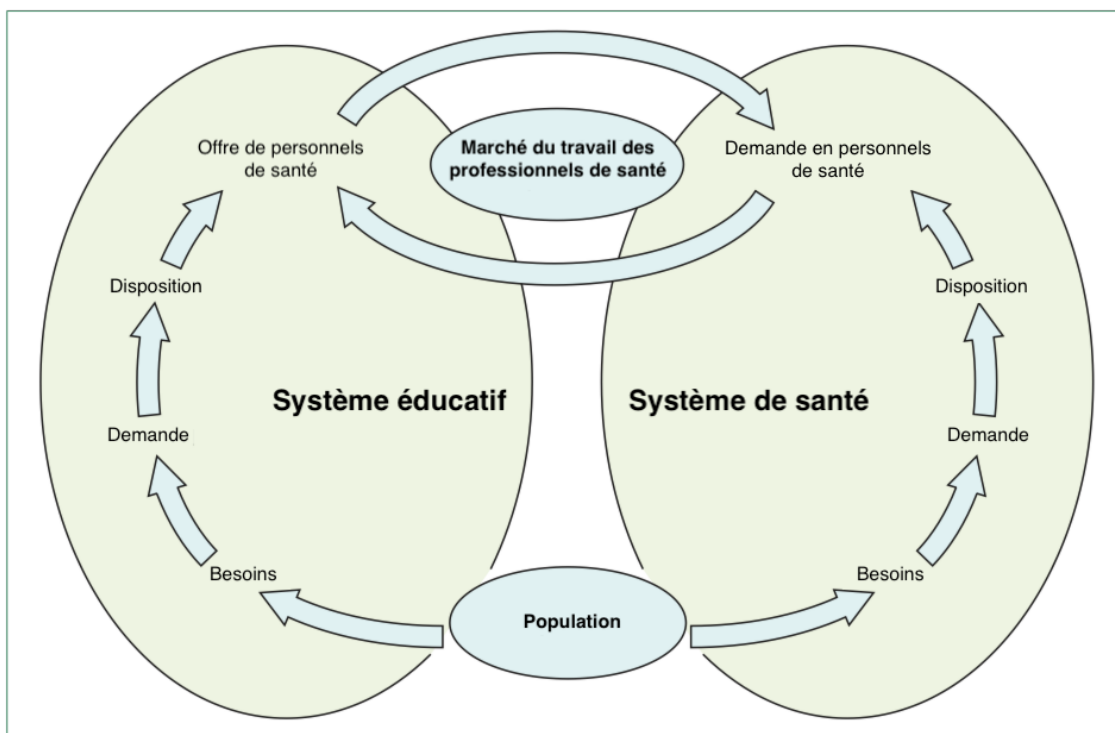 Offre de personnels
de santé
Marché du travail des
professionnels de santé
Demande en personnels
de santé
Disposition
Disposition
Système éducatif
Système de santé
Demande
Demande
Besoins
Besoins
Population